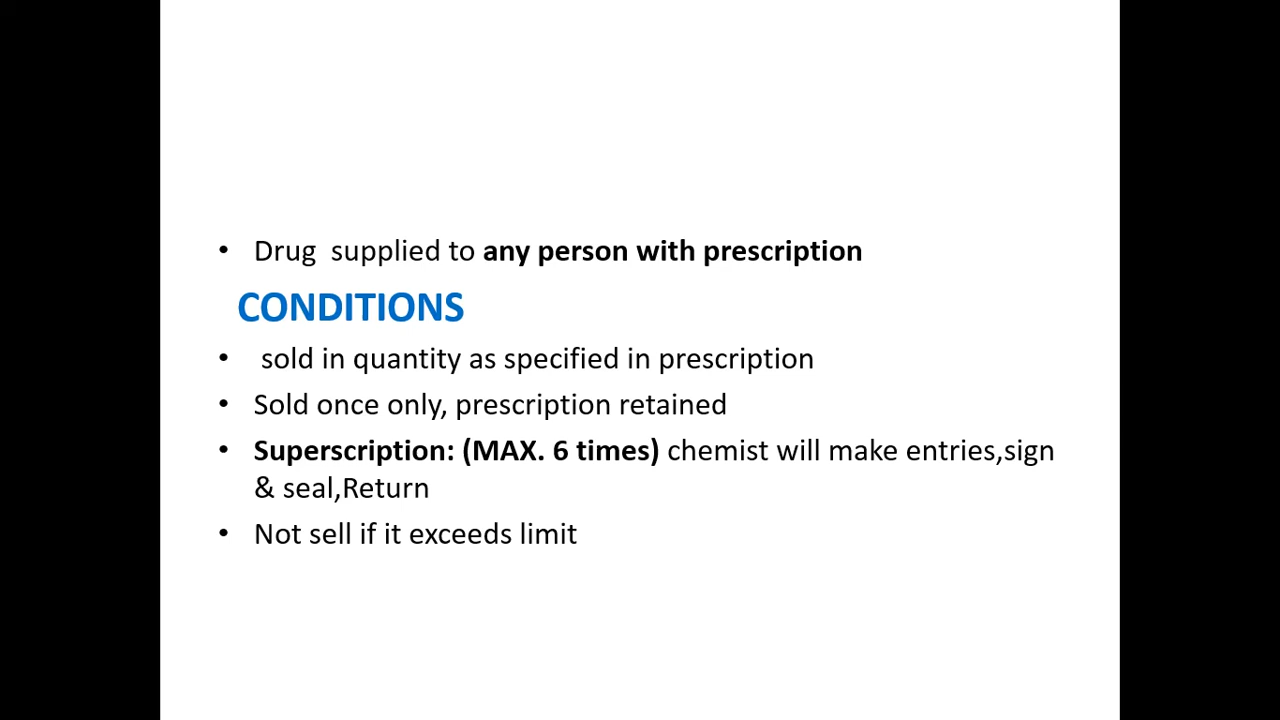 • Drug  supplied to any person with prescription
CONDITIONS
•  sold in quantity as specified in prescription
• Sold once only, prescription retained
• Superscription: (MAX. 6 times) chemist will make entries,sign
& seal,Return
• Not sell if it exceeds limit